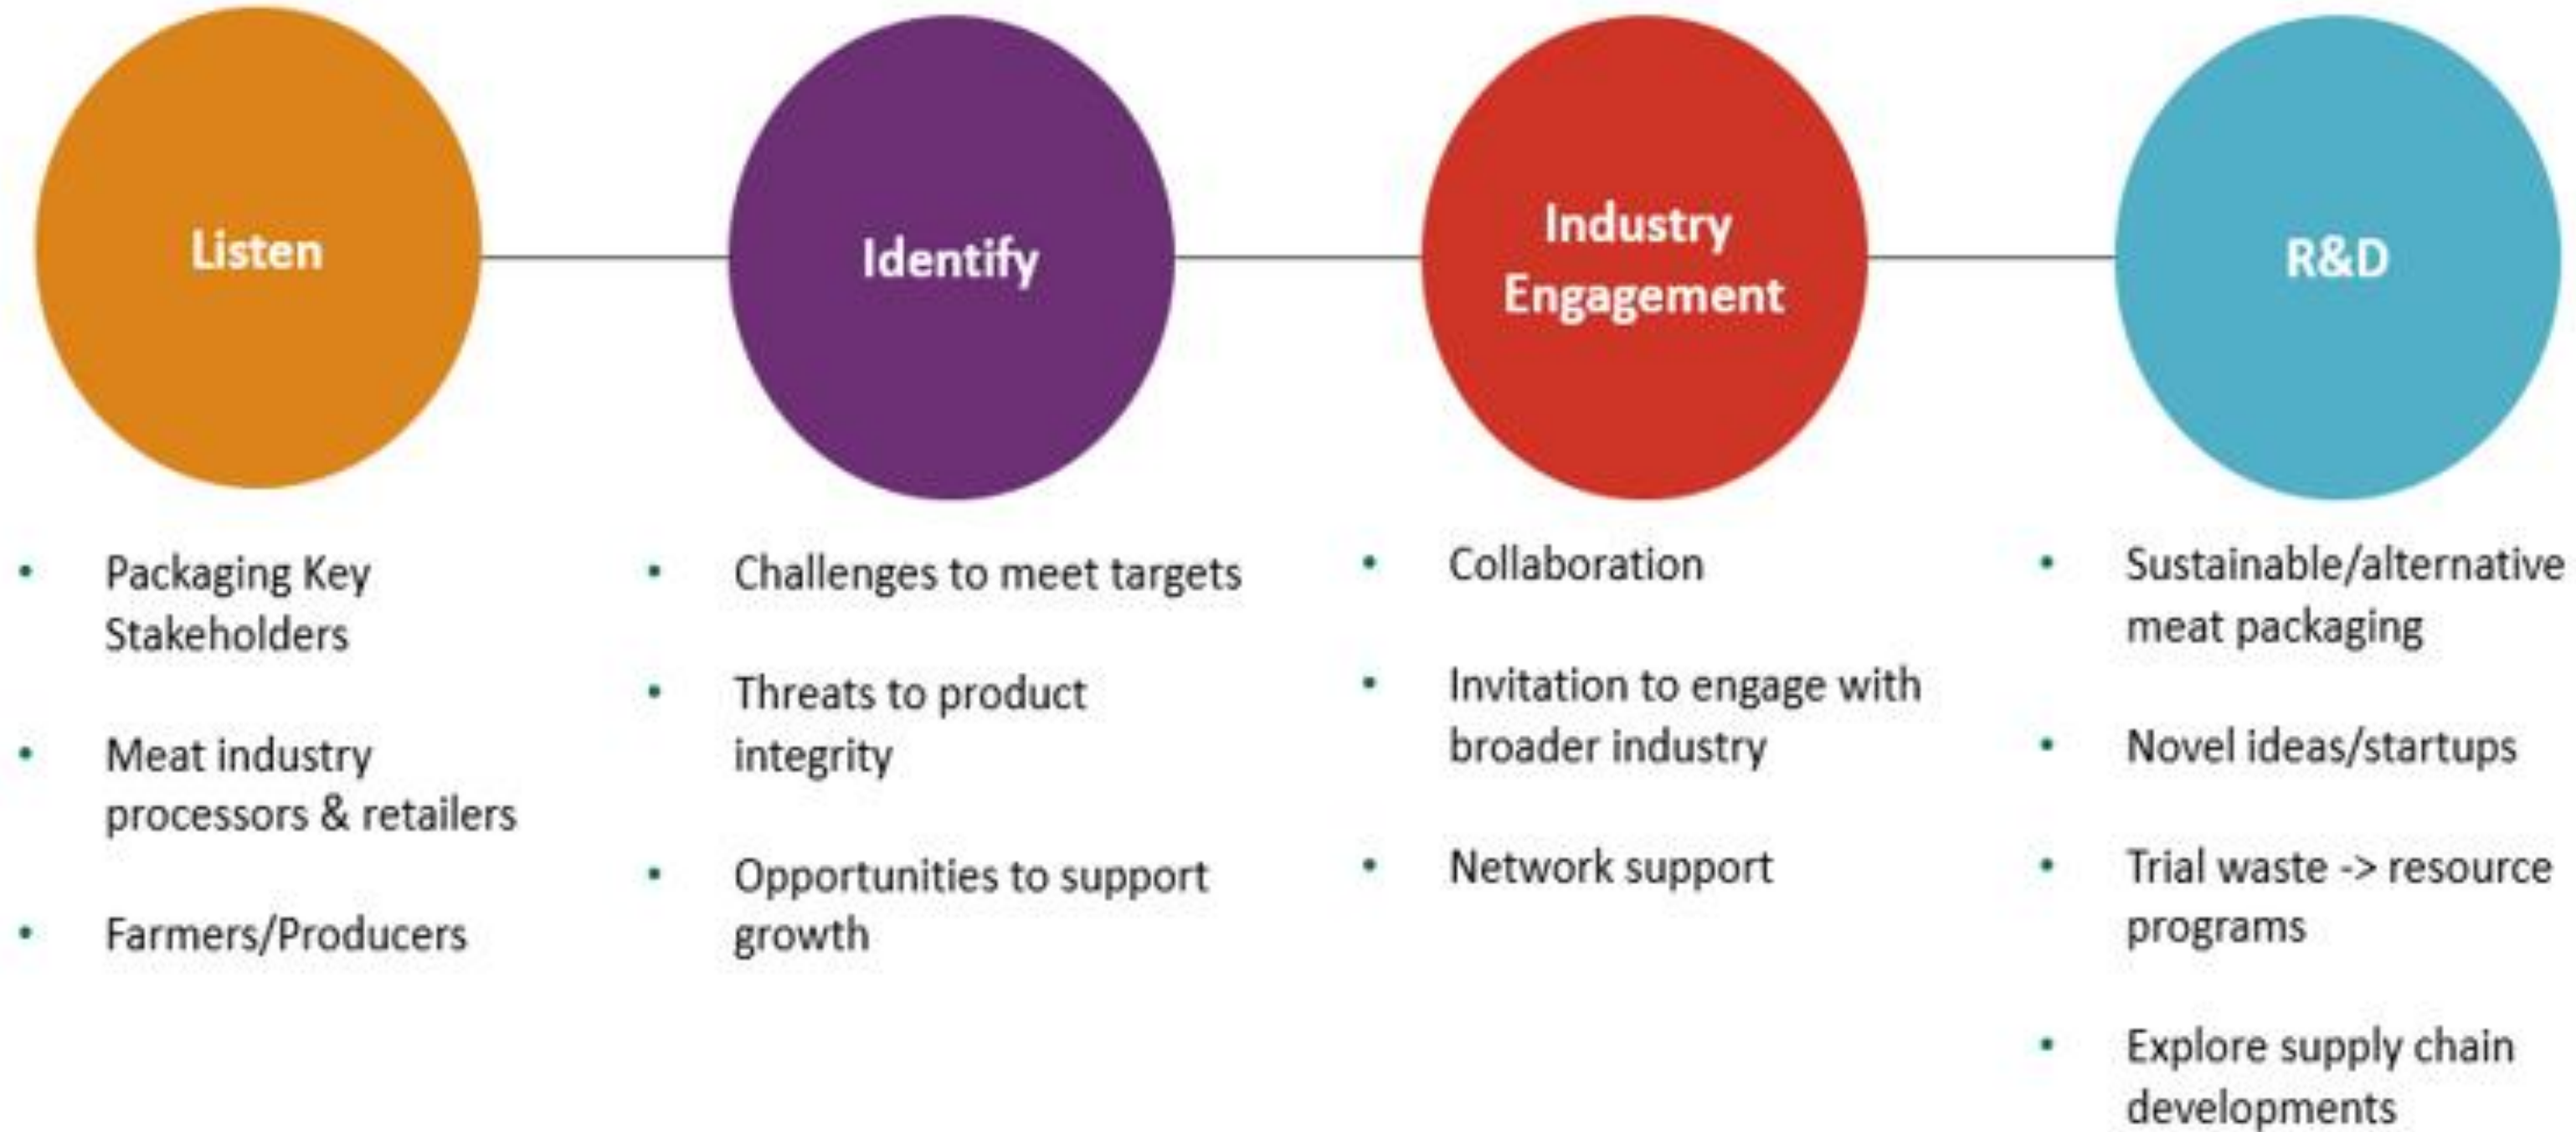 Listen
Identify
Industry
Engagement
R&D
• Packaging Key
Stakeholders
• Meat industry
processors & retailers
• Farmers/Producers
• Challenges to meet targets
• Threats to product
integrity
• Opportunities to support
growth
• Collaboration
• Invitation to engage with
broader industry
• Network support
• Sustainable/alternative
meat packaging
• Novel ideas/startups
• Trial waste -> resource
programs
• Explore supply chain
developments